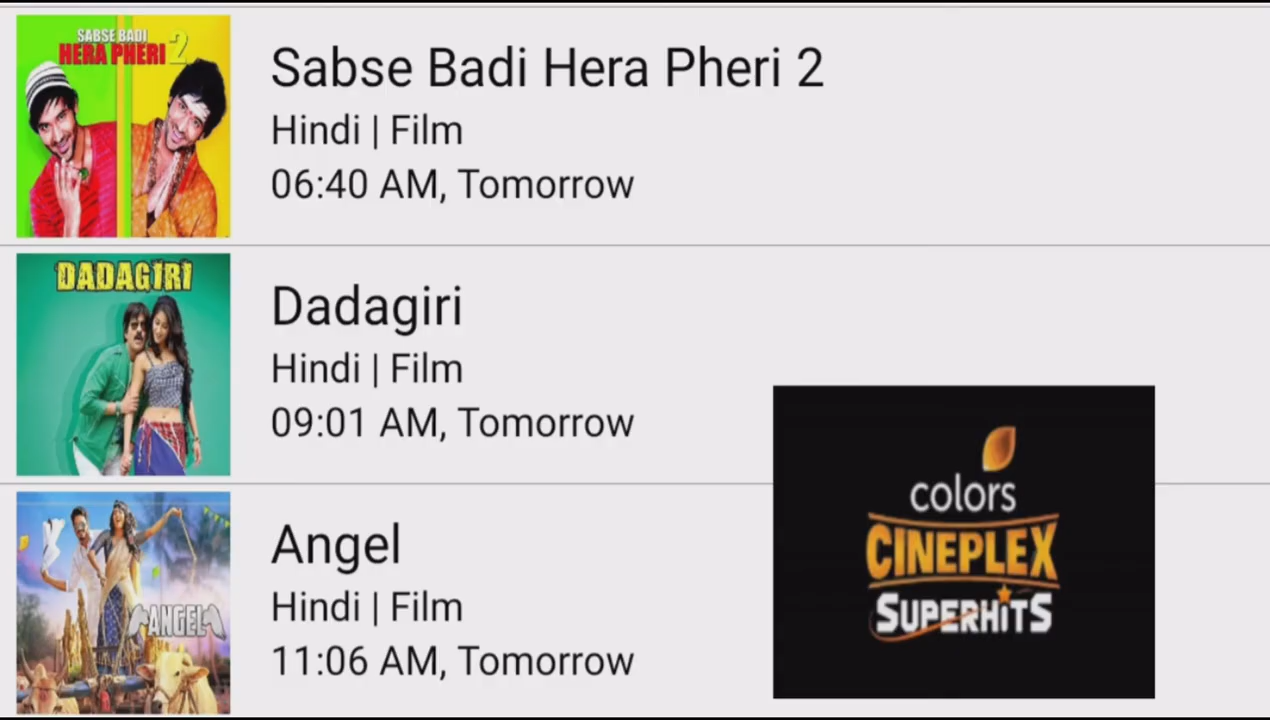 SABSE BADI
HERA PHERI 2
Sabse Badi Hera Pheri 2
Hindi | Film
06:40 AM, Tomorrow
DADAGIRI
Dadagiri
Hindi | Film
09:01 AM, Tomorrow
ANGEL
Angel
Hindi | Film
11:06 AM, Tomorrow
colors
CINEPLEX
SUPERHITS